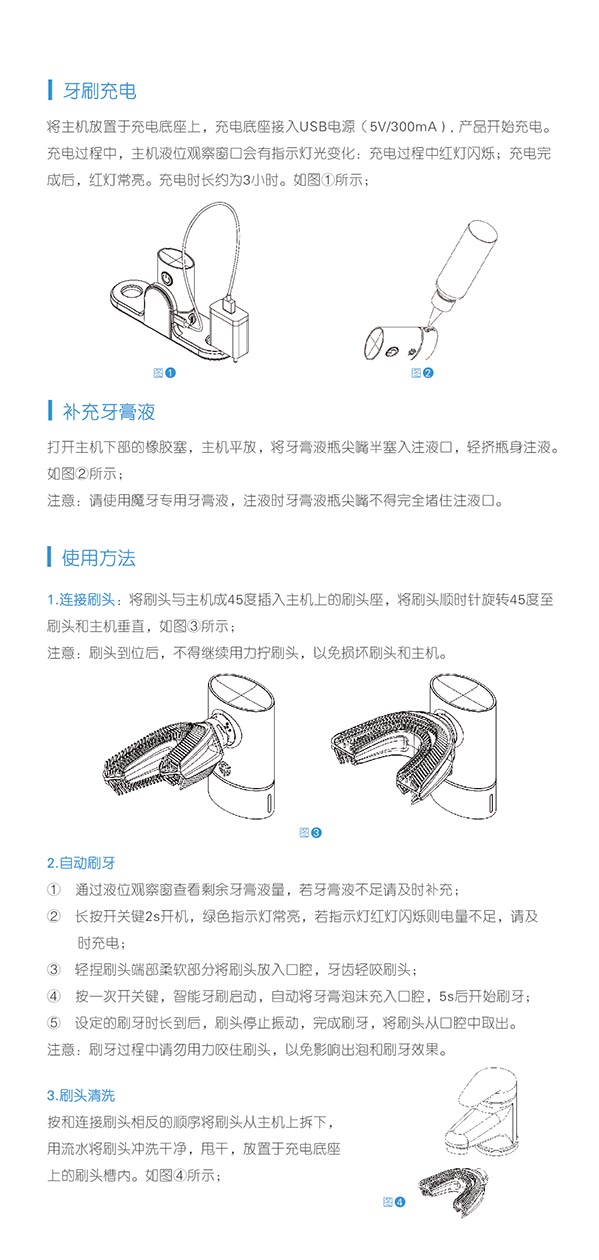 牙刷充电
将主机放置于充电底座上，充电底座接入USB电源（5V/300mA），产品开始充电。
充电过程中，主机液位观察窗口会有指示灯光变化：充电过程中红灯闪烁；充电完
成后，红灯常亮。充电时长约为3小时。如图①所示；
图❶
图❷
补充牙膏液
打开主机下部的橡胶塞，主机平放，将牙膏液瓶尖嘴半塞入注液口，轻挤瓶身注液。
如图②所示；
注意：请使用魔牙专用牙膏液，注液时牙膏液瓶尖嘴不得完全堵住注液口。
使用方法
1.连接刷头：将刷头与主机成45度插入主机上的刷头座，将刷头顺时针旋转45度至
刷头和主机垂直，如图③所示；
注意：刷头到位后，不得继续用力拧刷头，以免损坏刷头和主机。
图❸
2.自动刷牙
① 通过液位观察窗查看剩余牙膏液量，若牙膏液不足请及时补充；
② 长按开关键2s开机，绿色指示灯常亮，若指示灯红灯闪烁则电量不足，请及
时充电；
③ 轻捏刷头端部柔软部分将刷头放入口腔，牙齿轻咬刷头；
④ 按一次开关键，智能牙刷启动，自动将牙膏泡沫充入口腔，5s后开始刷牙；
⑤ 设定的刷牙时长到后，刷头停止振动，完成刷牙，将刷头从口腔中取出。
注意：刷牙过程中请勿用力咬住刷头，以免影响出泡和刷牙效果。
3.刷头清洗
按和连接刷头相反的顺序将刷头从主机上拆下，
用流水将刷头冲洗干净，甩干，放置于充电底座
上的刷头槽内。如图④所示；
图❹